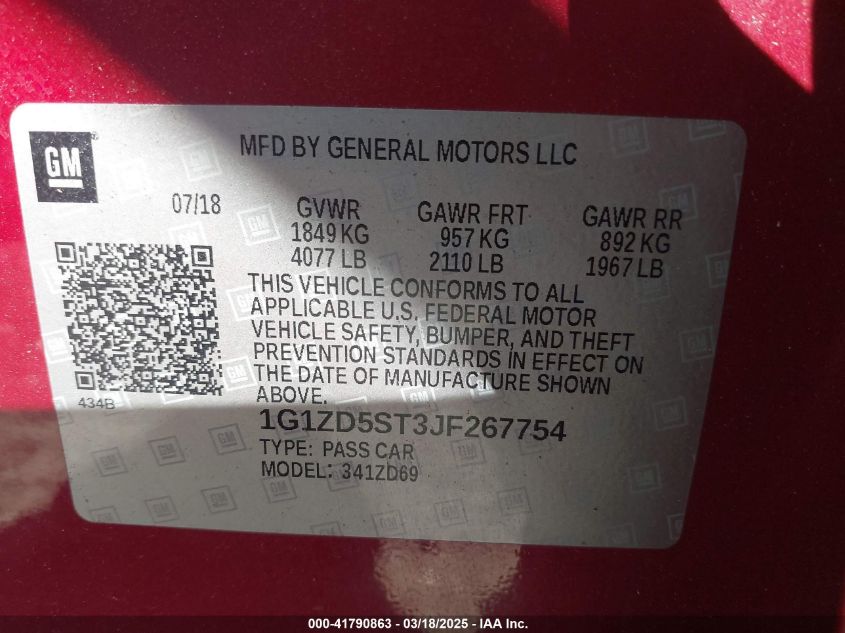 GM
MFD BY GENERAL MOTORS LLC
07/18
GVWR
1849 KG
4077 LB
GAWR FRT
957 KG
2110 LB
GAWR RR
892 KG
1967 LB
THIS VEHICLE CONFORMS TO ALL
APPLICABLE U.S. FEDERAL MOTOR
VEHICLE SAFETY, BUMPER, AND THEFT
PREVENTION STANDARDS IN EFFECT ON
THE DATE OF MANUFACTURE SHOWN
ABOVE.
434B
1G1ZD5ST3JF267754
TYPE: PASS CAR
MODEL: 341ZD69
000-41790863 - 03/18/2025 - IAA Inc.